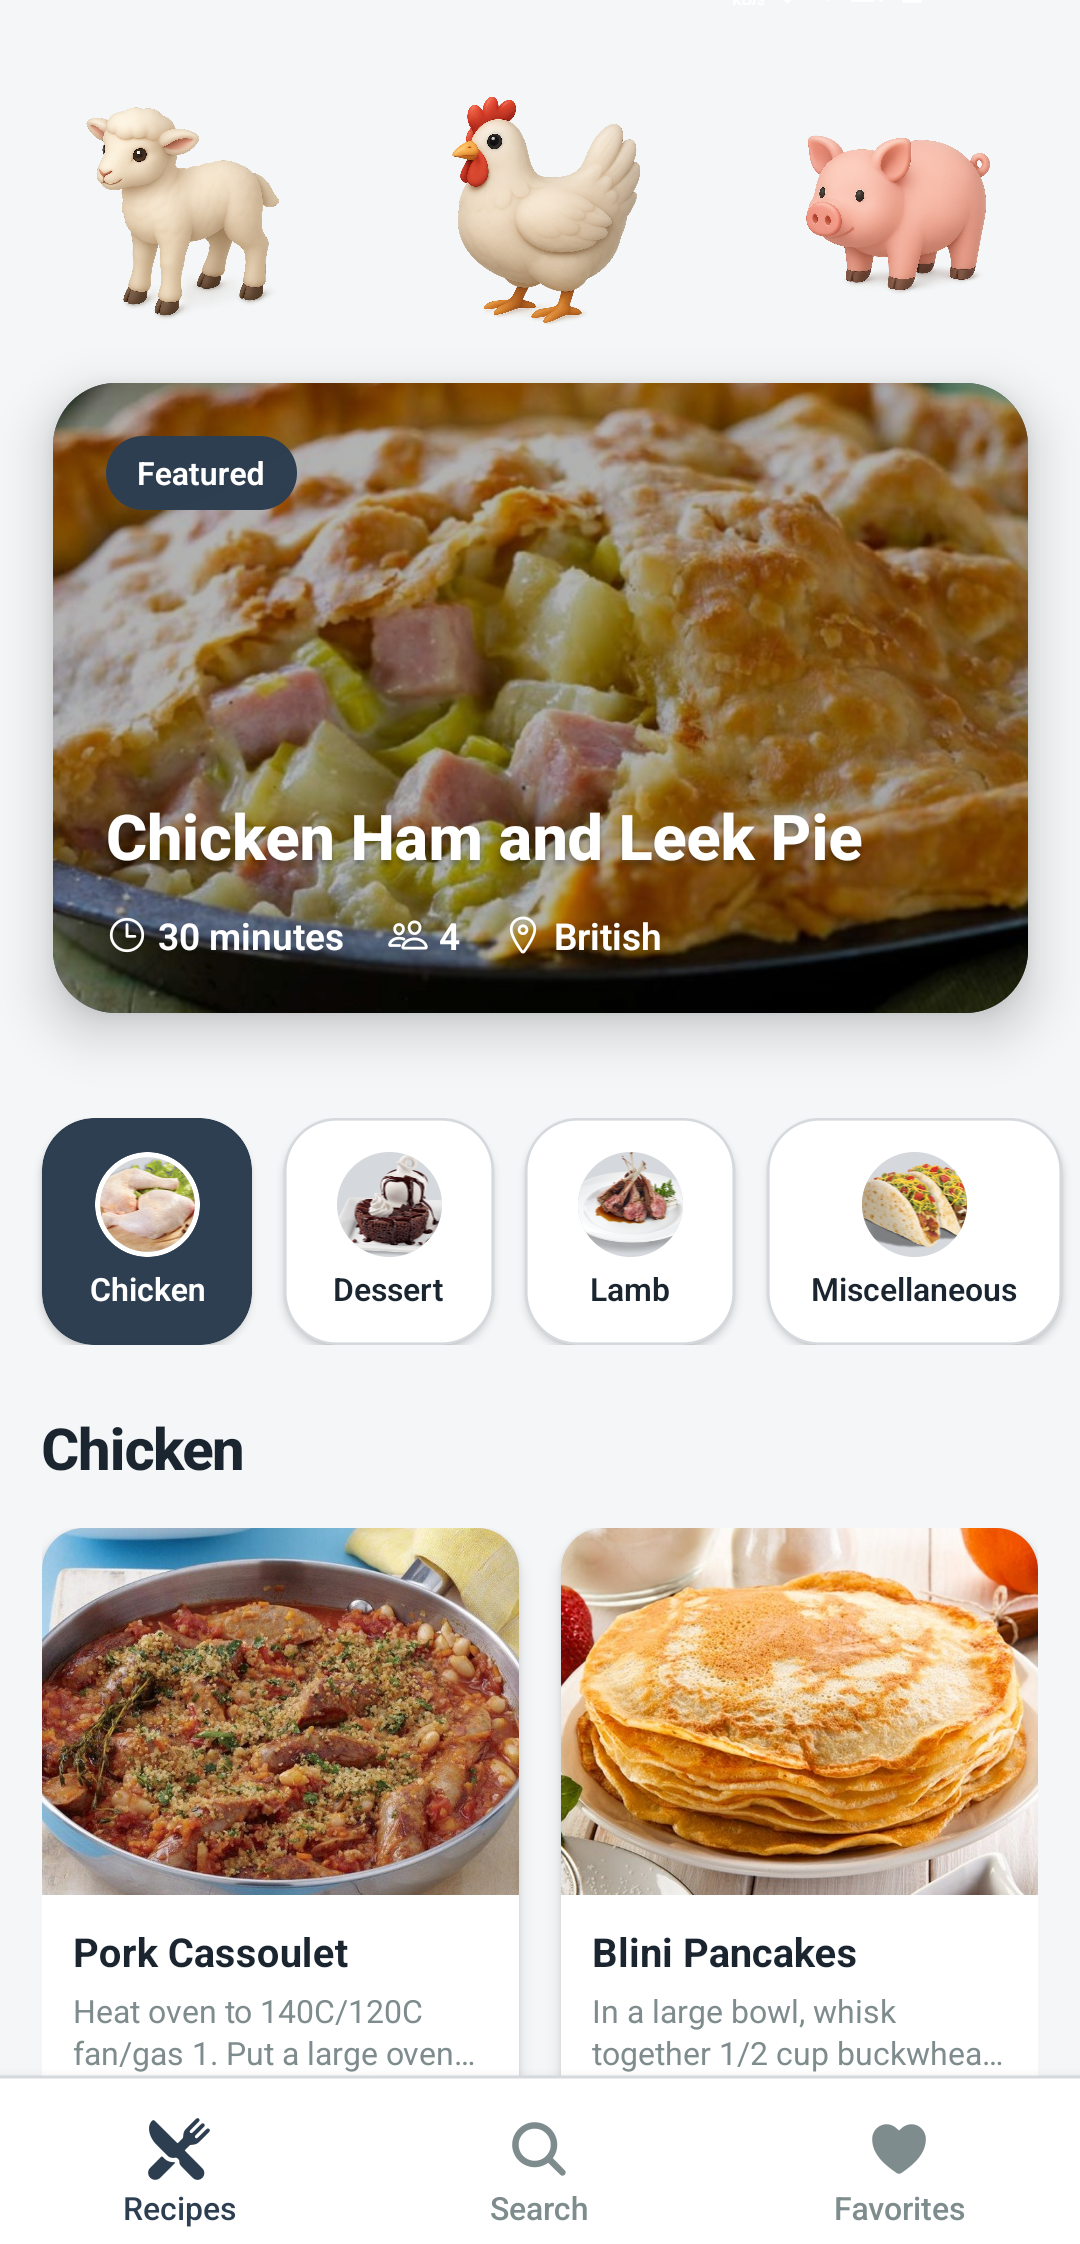 Featured
Chicken Ham and Leek Pie
30 minutes 4 British
Chicken Dessert Lamb Miscellaneous
Chicken
Pork Cassoulet
Heat oven to 140C/120C
fan/gas 1. Put a large oven...
Blini Pancakes
In a large bowl, whisk
together 1/2 cup buckwhea...
Recipes Search Favorites